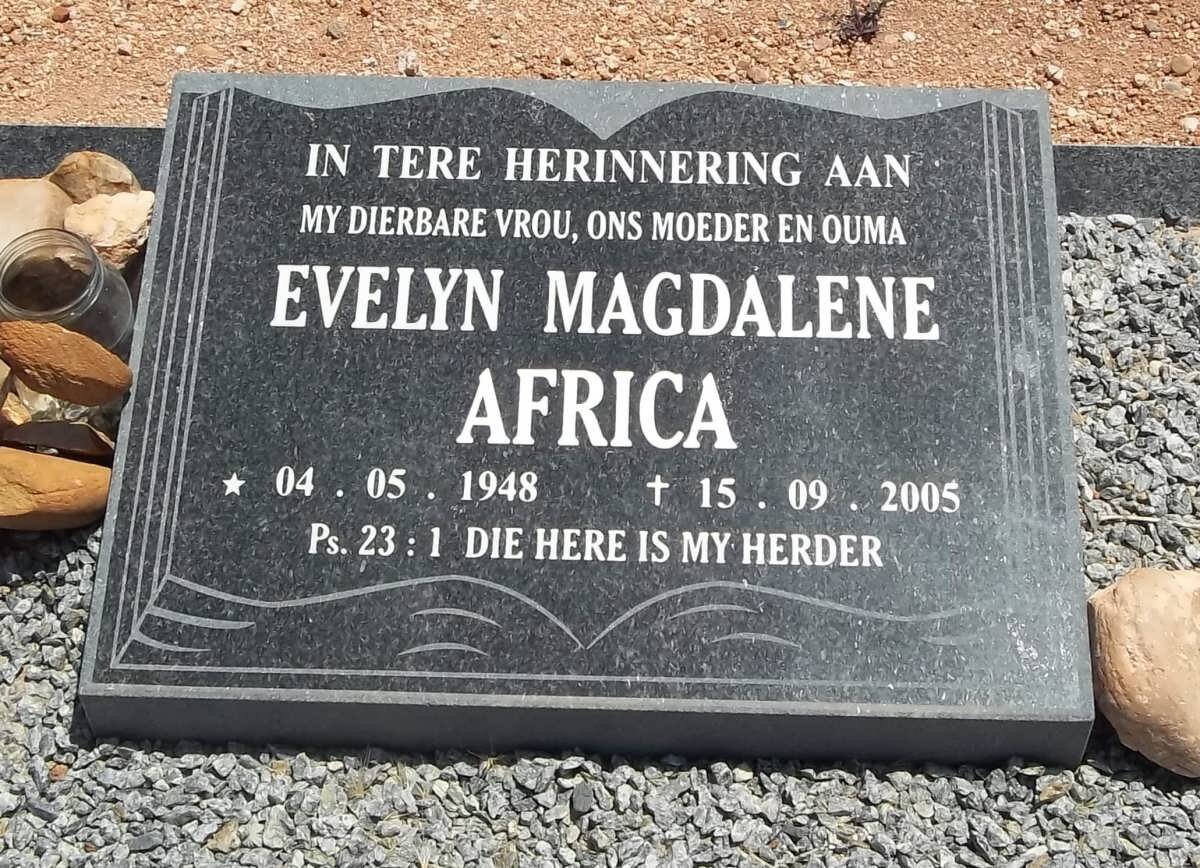 IN TERE HERINNERING AAN
MY DIERBARE VROU, ONS MOEDER EN OUMA
EVELYN MAGDALENE
AFRICA
★ 04 . 05 . 1948 ✝ 15 . 09 . 2005
Ps. 23 : 1 DIE HERE IS MY HERDER